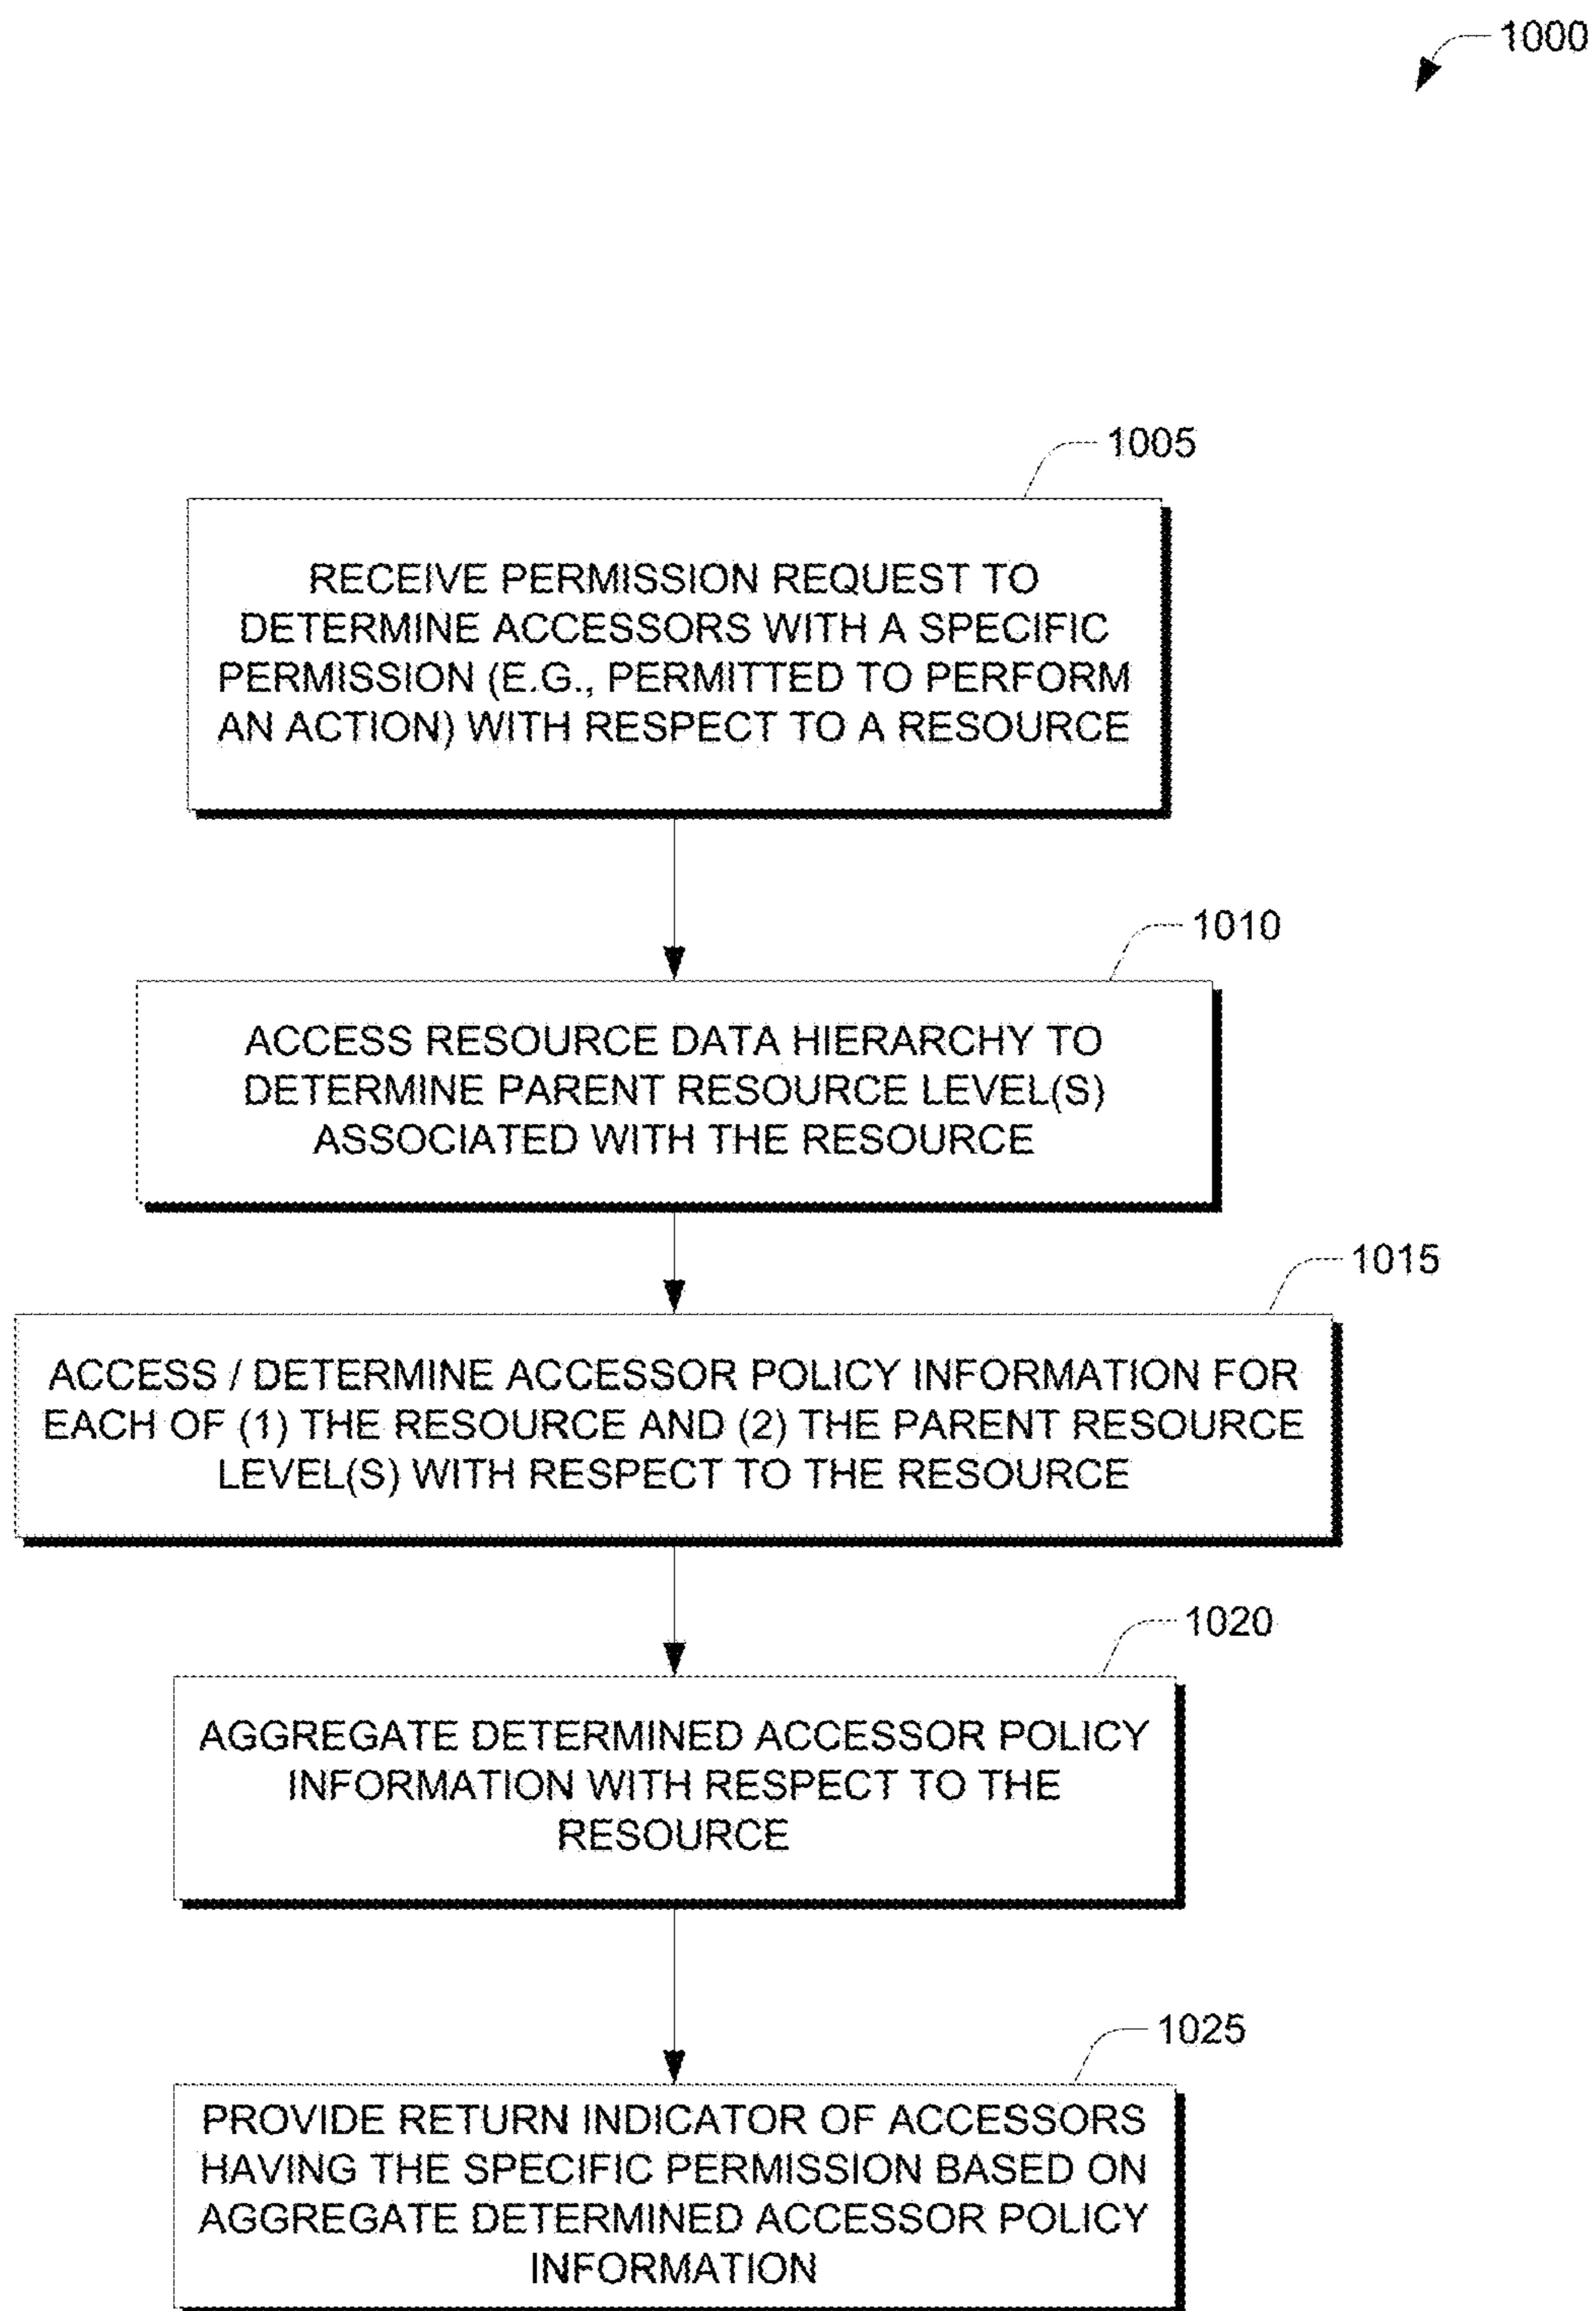 1000
1005
RECEIVE PERMISSION REQUEST TO
DETERMINE ACCESSORS WITH A SPECIFIC
PERMISSION (E.G., PERMITTED TO PERFORM
AN ACTION) WITH RESPECT TO A RESOURCE
1010
ACCESS RESOURCE DATA HIERARCHY TO
DETERMINE PARENT RESOURCE LEVEL(S)
ASSOCIATED WITH THE RESOURCE
1015
ACCESS / DETERMINE ACCESSOR POLICY INFORMATION FOR
EACH OF (1) THE RESOURCE AND (2) THE PARENT RESOURCE
LEVEL(S) WITH RESPECT TO THE RESOURCE
1020
AGGREGATE DETERMINED ACCESSOR POLICY
INFORMATION WITH RESPECT TO THE
RESOURCE
1025
PROVIDE RETURN INDICATOR OF ACCESSORS
HAVING THE SPECIFIC PERMISSION BASED ON
AGGREGATE DETERMINED ACCESSOR POLICY
INFORMATION